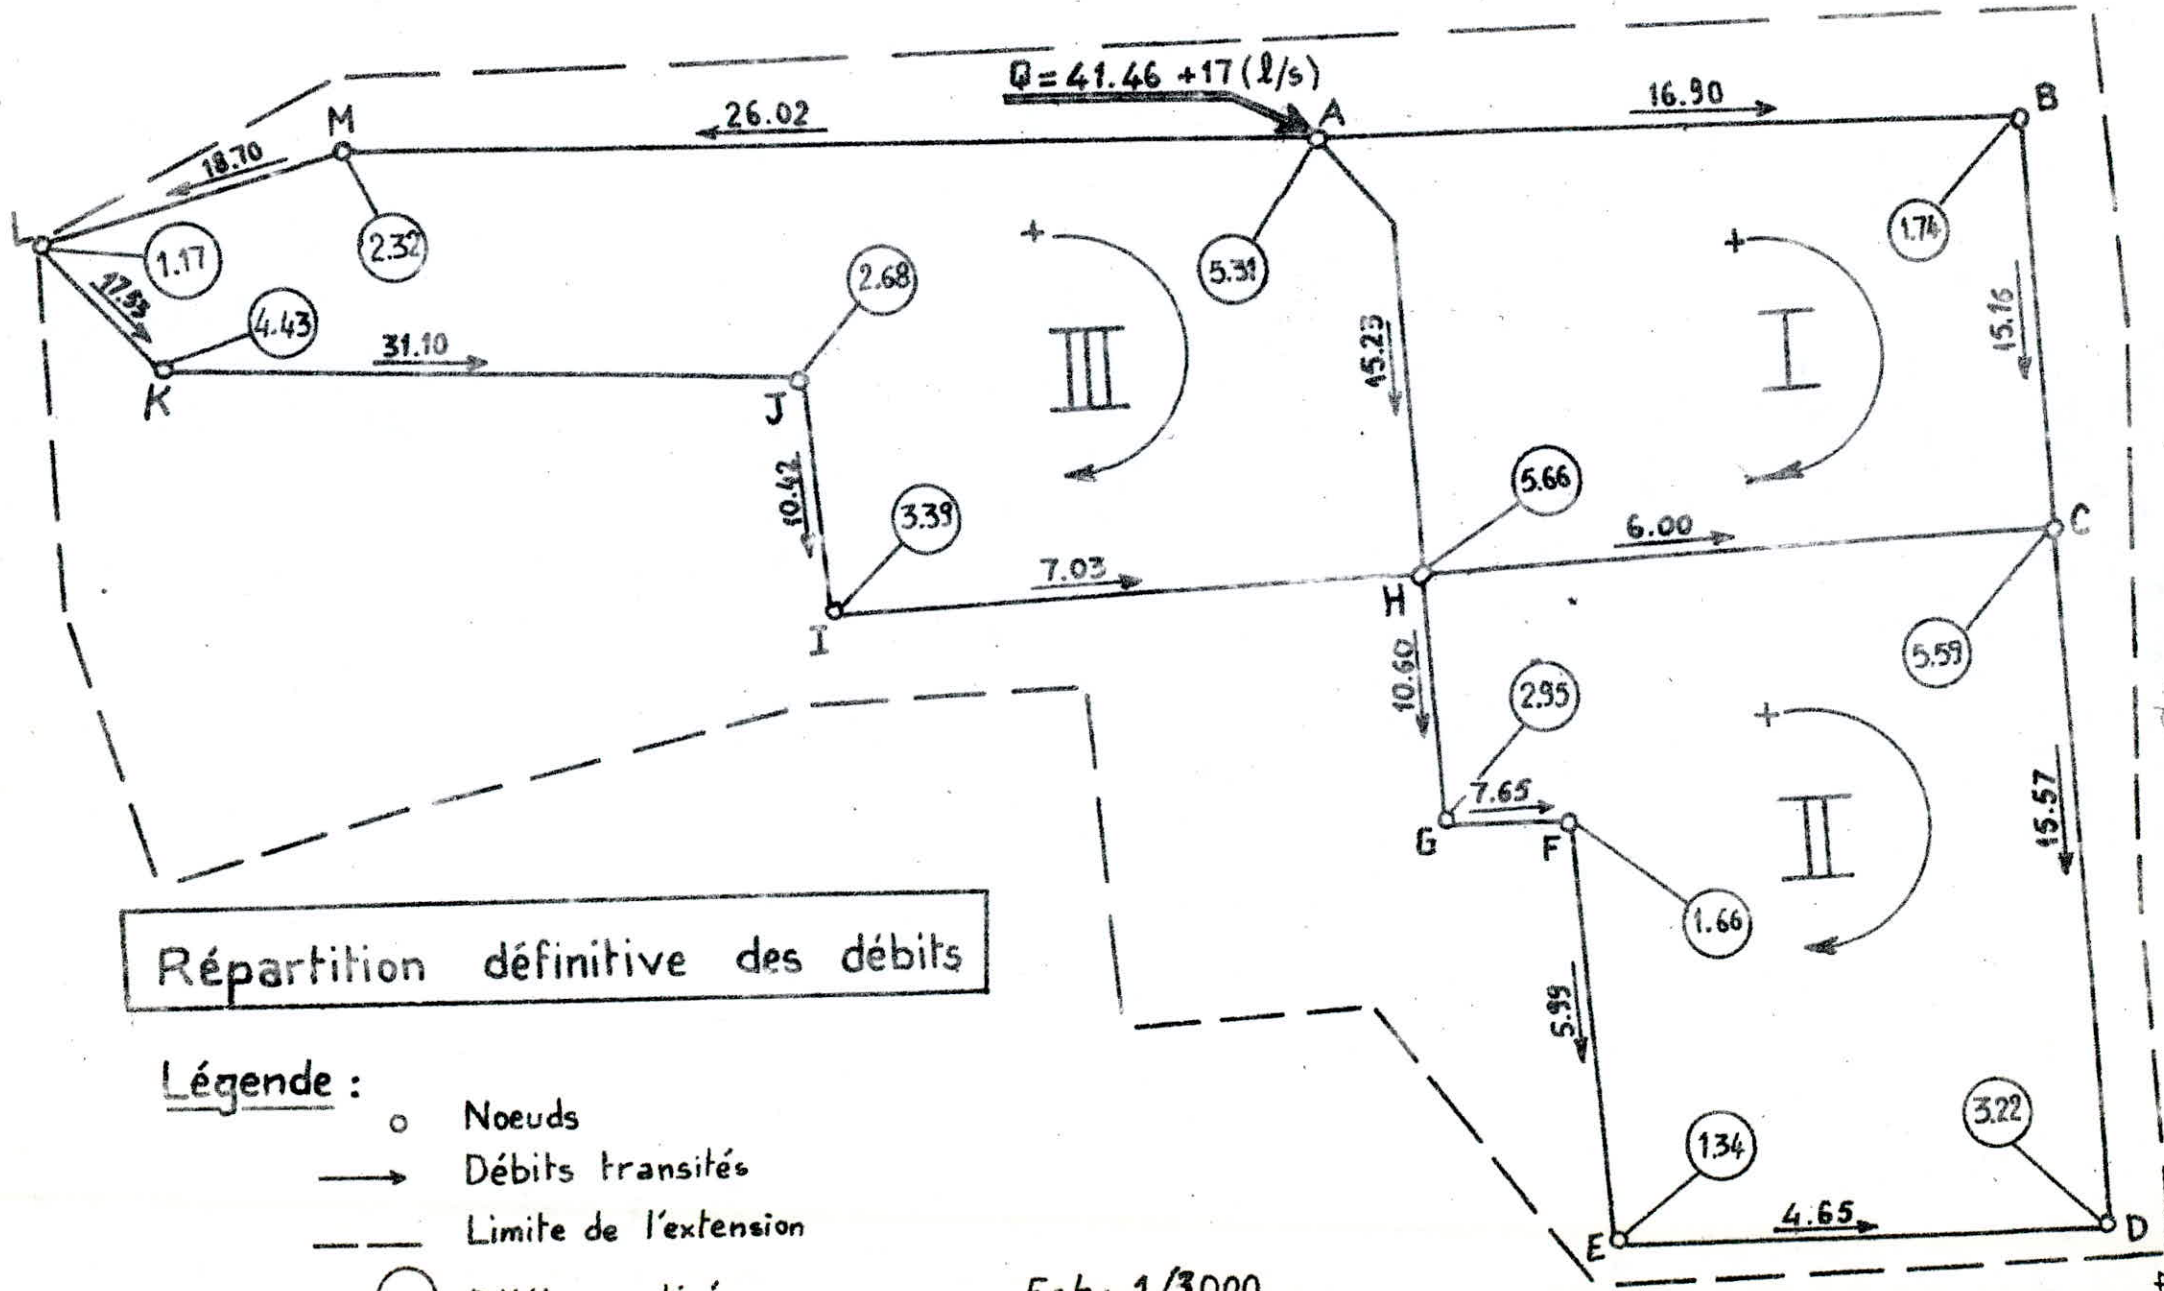 Q=41.46 +17 (l/s)
A
16.90
B
26.02
M
18.70
L
1.17
2.32
5.31
1.74
+
+
4.43
2.68
31.10
K
J
III
15.23
I
15.16
10.42
3.39
5.66
6.00
C
7.03
H
I
5.59
10.60
2.95
+
7.65
G
F
II
15.57
1.66
5.99
Répartition définitive des débits
Légende :
Noeuds
Débits transités
Limite de l'extension
1.34
3.22
4.65
E
D
1/3000